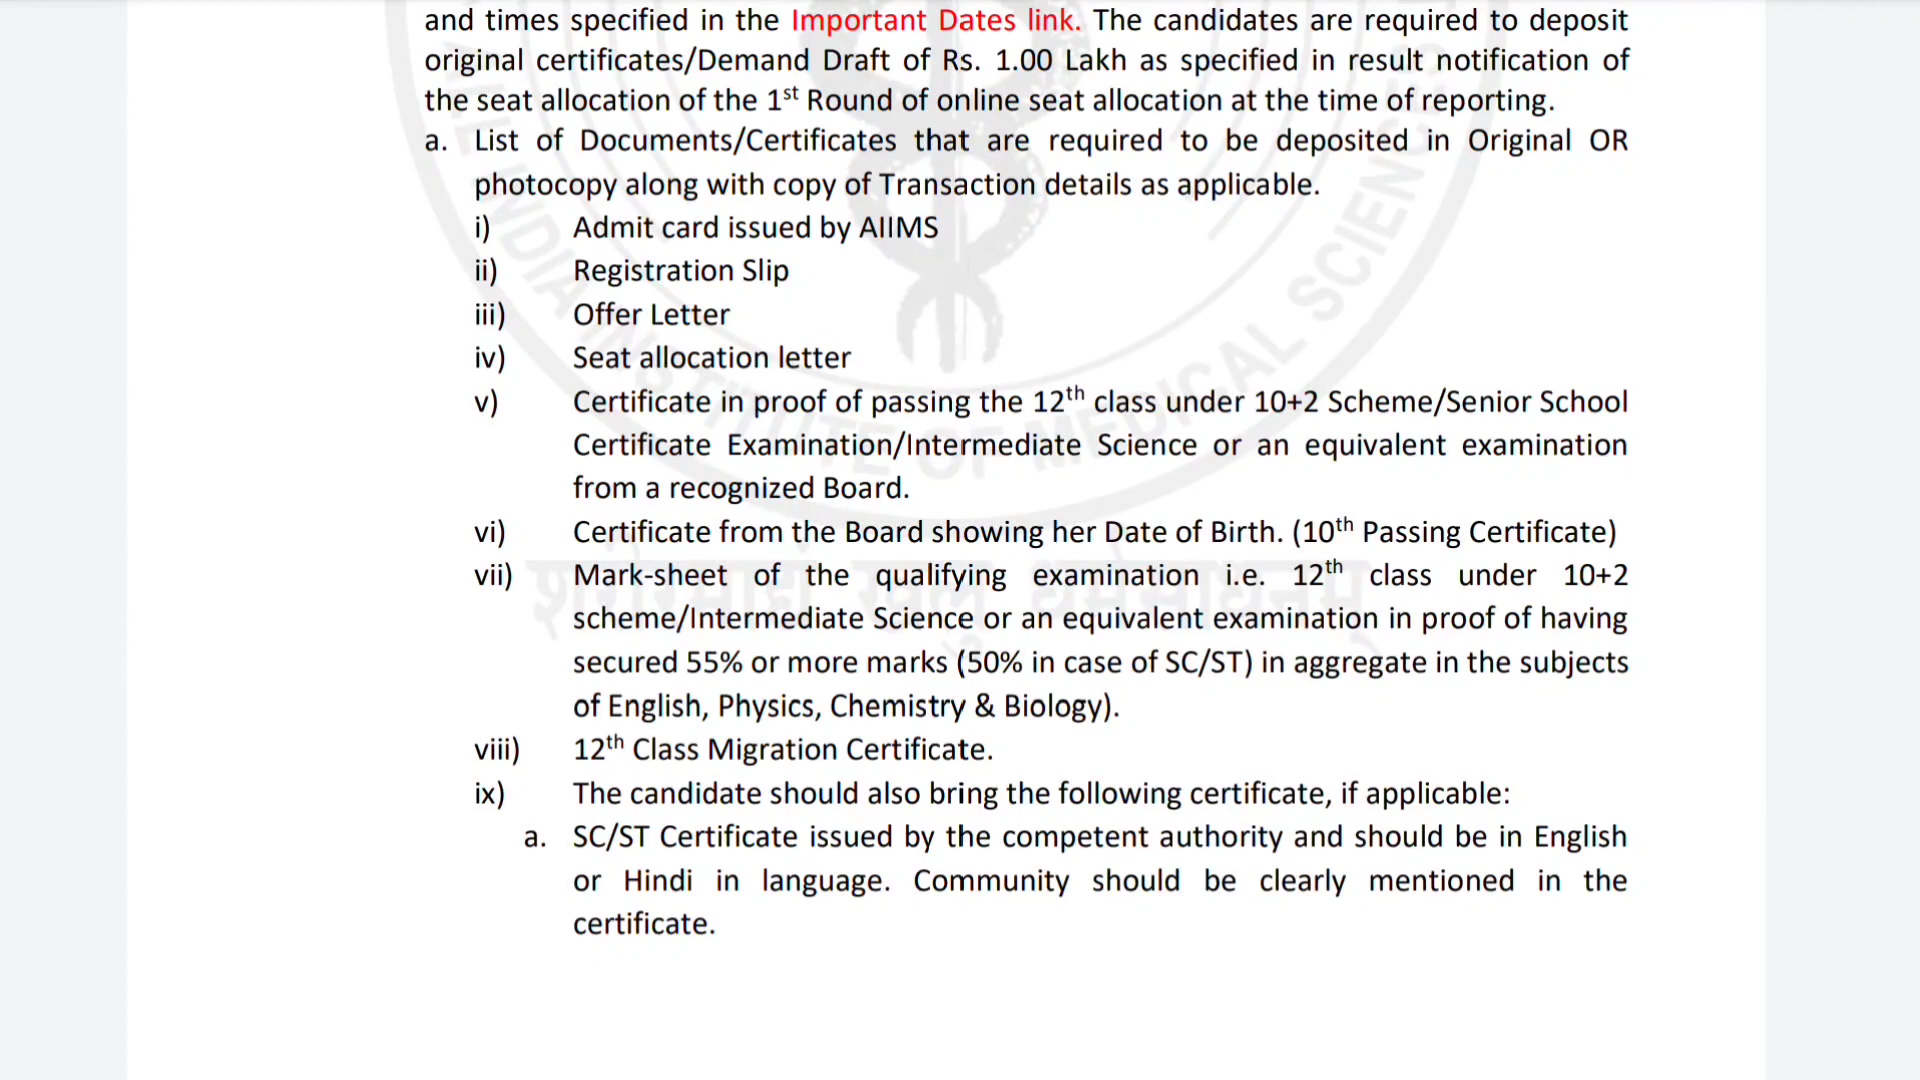 and times specified in the Important Dates link. The candidates are required to deposit
original certificates/Demand Draft of Rs. 1.00 Lakh as specified in result notification of
the seat allocation of the 1st Round of online seat allocation at the time of reporting.
a. List of Documents/Certificates that are required to be deposited in Original OR
photocopy along with copy of Transaction details as applicable.
i) Admit card issued by AIIMS
ii) Registration Slip
iii) Offer Letter
iv) Seat allocation letter
v) Certificate in proof of passing the 12th class under 10+2 Scheme/Senior School
Certificate Examination/Intermediate Science or an equivalent examination
from a recognized Board.
vi) Certificate from the Board showing her Date of Birth. (10th Passing Certificate)
vii) Mark-sheet of the qualifying examination i.e. 12th class under 10+2
scheme/Intermediate Science or an equivalent examination in proof of having
secured 55% or more marks (50% in case of SC/ST) in aggregate in the subjects
of English, Physics, Chemistry & Biology).
viii) 12th Class Migration Certificate.
ix) The candidate should also bring the following certificate, if applicable:
a. SC/ST Certificate issued by the competent authority and should be in English
or Hindi in language. Community should be clearly mentioned in the
certificate.